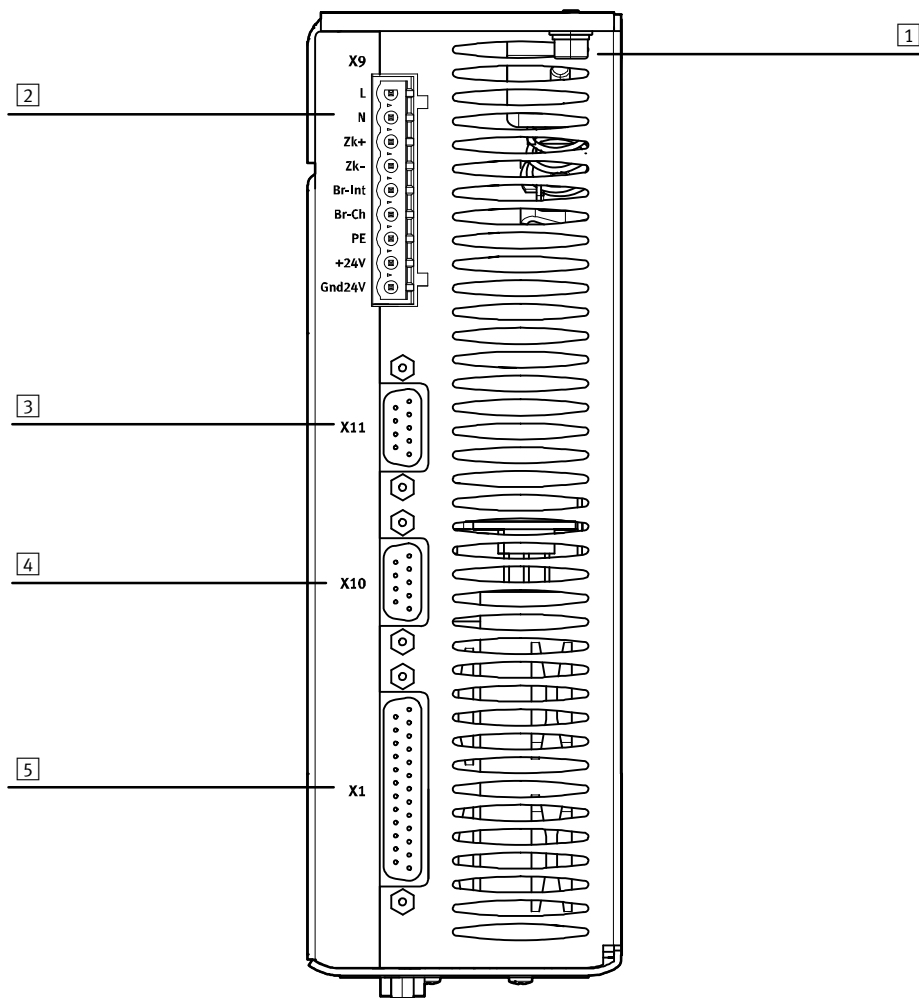 1
X9
2
L
N
Zk+
Zk-
Br-Int
Br-Ch
PE
+24V
Gnd24V
3
X11
4
X10
5
X1